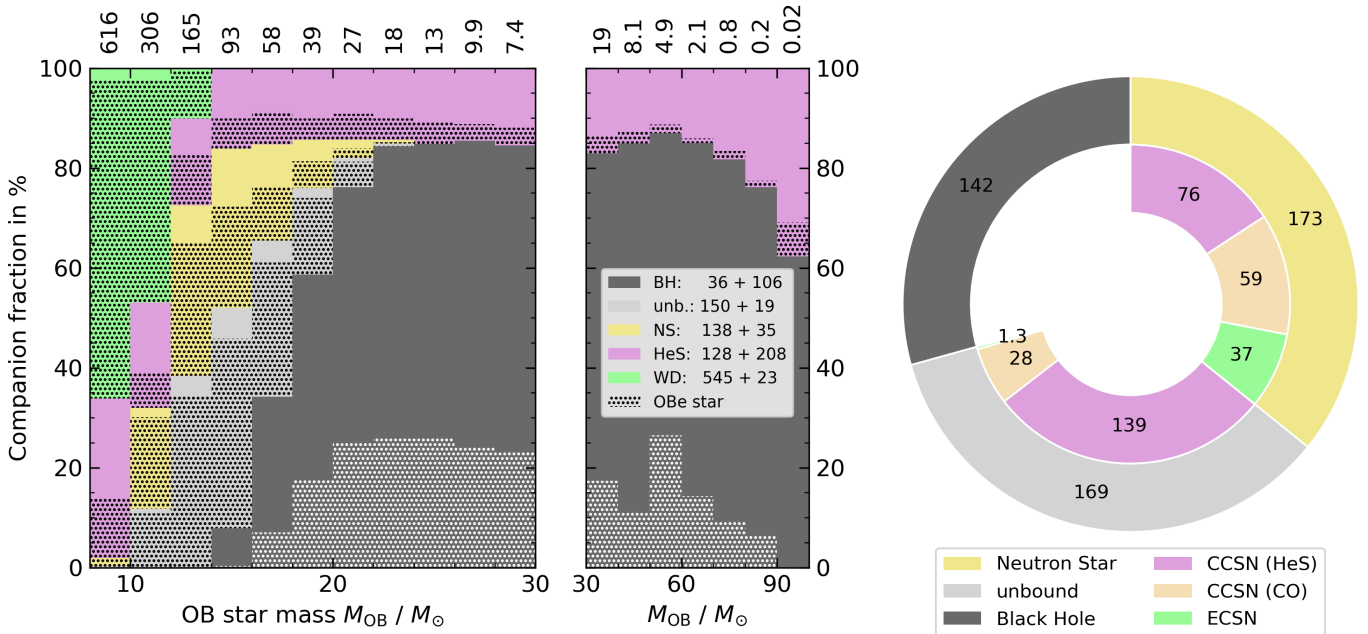 616 306 165 93 58 39 27 18 13 9.9 7.4
19 8.1 4.9 2.1 0.8 0.2 0.02
Companion fraction in %
100
80
60
40
20
0
10 20 30
OB star mass M_OB / M_⊙
100
80
60
40
20
0
30 60 90
M_OB / M_⊙
BH: 36 + 106
unb.: 150 + 19
NS: 138 + 35
HeS: 128 + 208
WD: 545 + 23
OBe star
142
173
169
76
59
37
139
28
1.3
Neutron Star
unbound
Black Hole
CCSN (HeS)
CCSN (CO)
ECSN